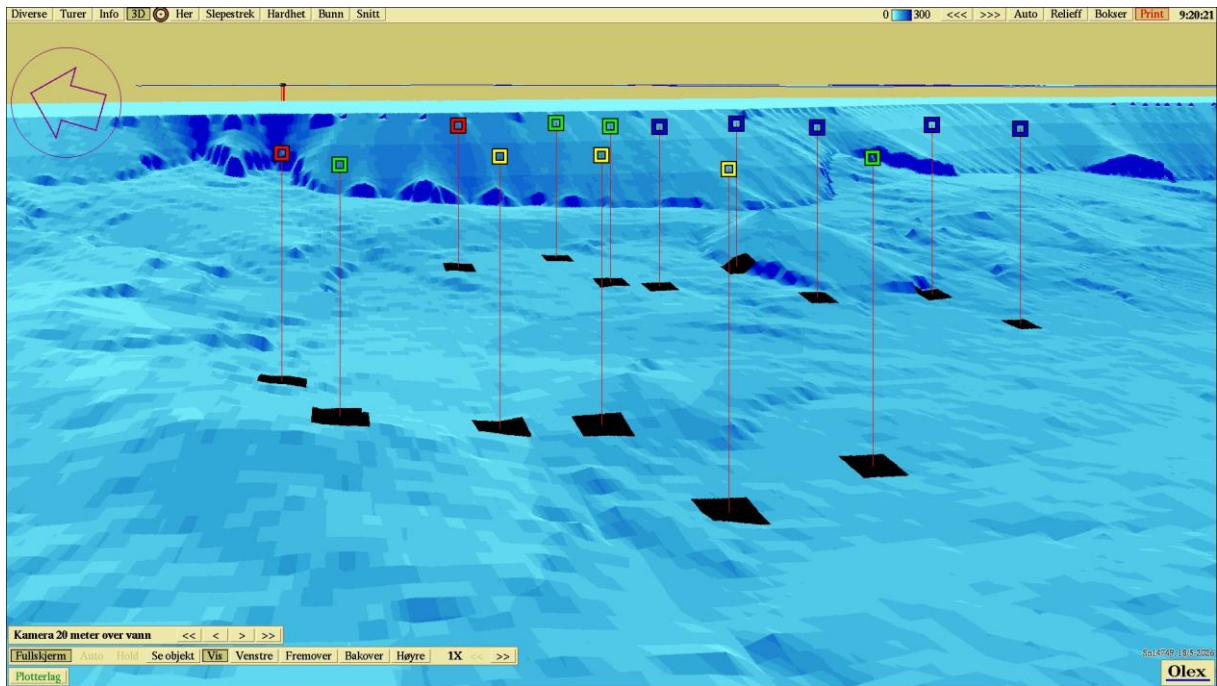 Diverse Turer Info 3D Her Slepestrek Hardhet Bunn Snitt 0 300 <<< >>> Auto Relieff Bokser Print 9:20:21
Kamera 20 meter over vann << < > >>
Fullskjerm Auto Hold Se objekt Vis Venstre Fremover Bakover Høyre 1X << >>
Plotterlag
Olex